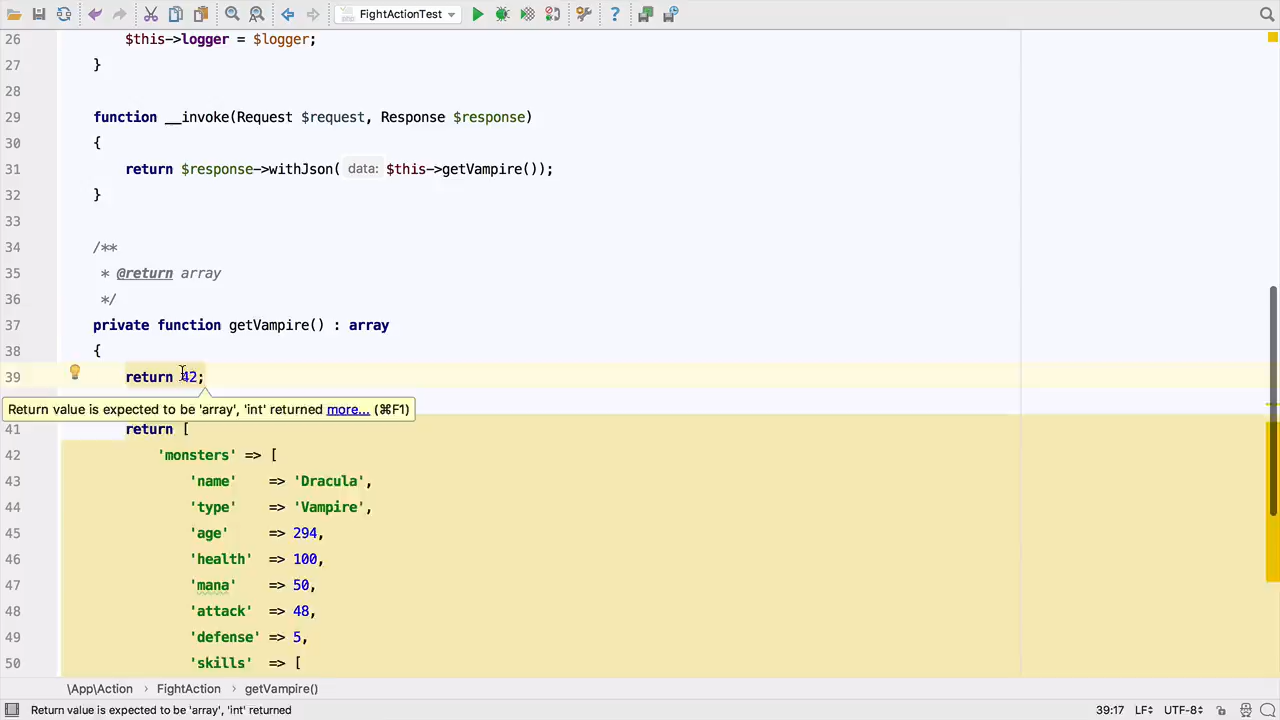 FightActionTest
26 $this->logger = $logger;
27 }
28
29 function __invoke(Request $request, Response $response)
30 {
31 return $response->withJson( data: $this->getVampire());
32 }
33
34 /**
35 * @return array
36 */
37 private function getVampire() : array
38 {
39 return 42;
Return value is expected to be 'array', 'int' returned more... (⌘F1)
41 return [
42 'monsters' => [
43 'name' => 'Dracula',
44 'type' => 'Vampire',
45 'age' => 294,
46 'health' => 100,
47 'mana' => 50,
48 'attack' => 48,
49 'defense' => 5,
50 'skills' => [
\App\Action › FightAction › getVampire()
Return value is expected to be 'array', 'int' returned 39:17 LF÷ UTF-8÷